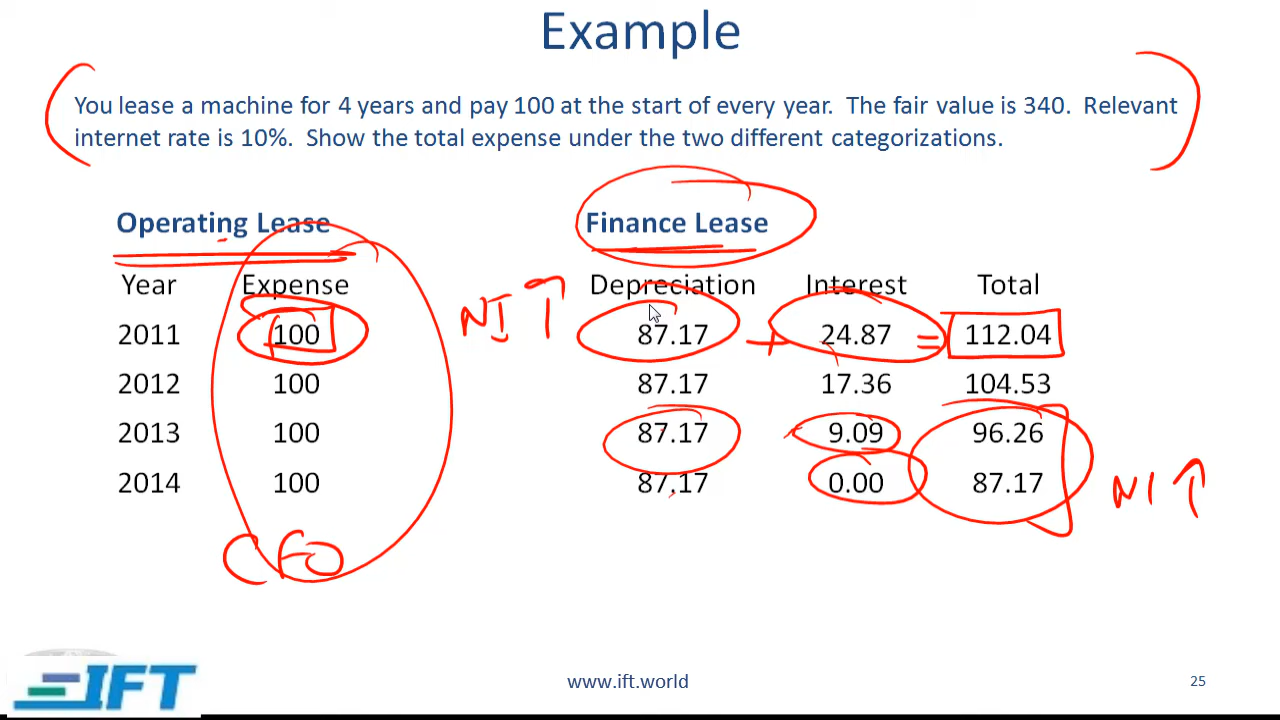 Example
You lease a machine for 4 years and pay 100 at the start of every year. The fair value is 340. Relevant
internet rate is 10%. Show the total expense under the two different categorizations.
Operating Lease
Finance Lease
Year Expense Depreciation Interest Total
2011 100 NI ↑ 87.17 + 24.87 = 112.04
2012 100 87.17 17.36 104.53
2013 100 87.17 9.09 96.26
2014 100 87.17 0.00 87.17 NI ↑
CFO
IFT
www.ift.world
25